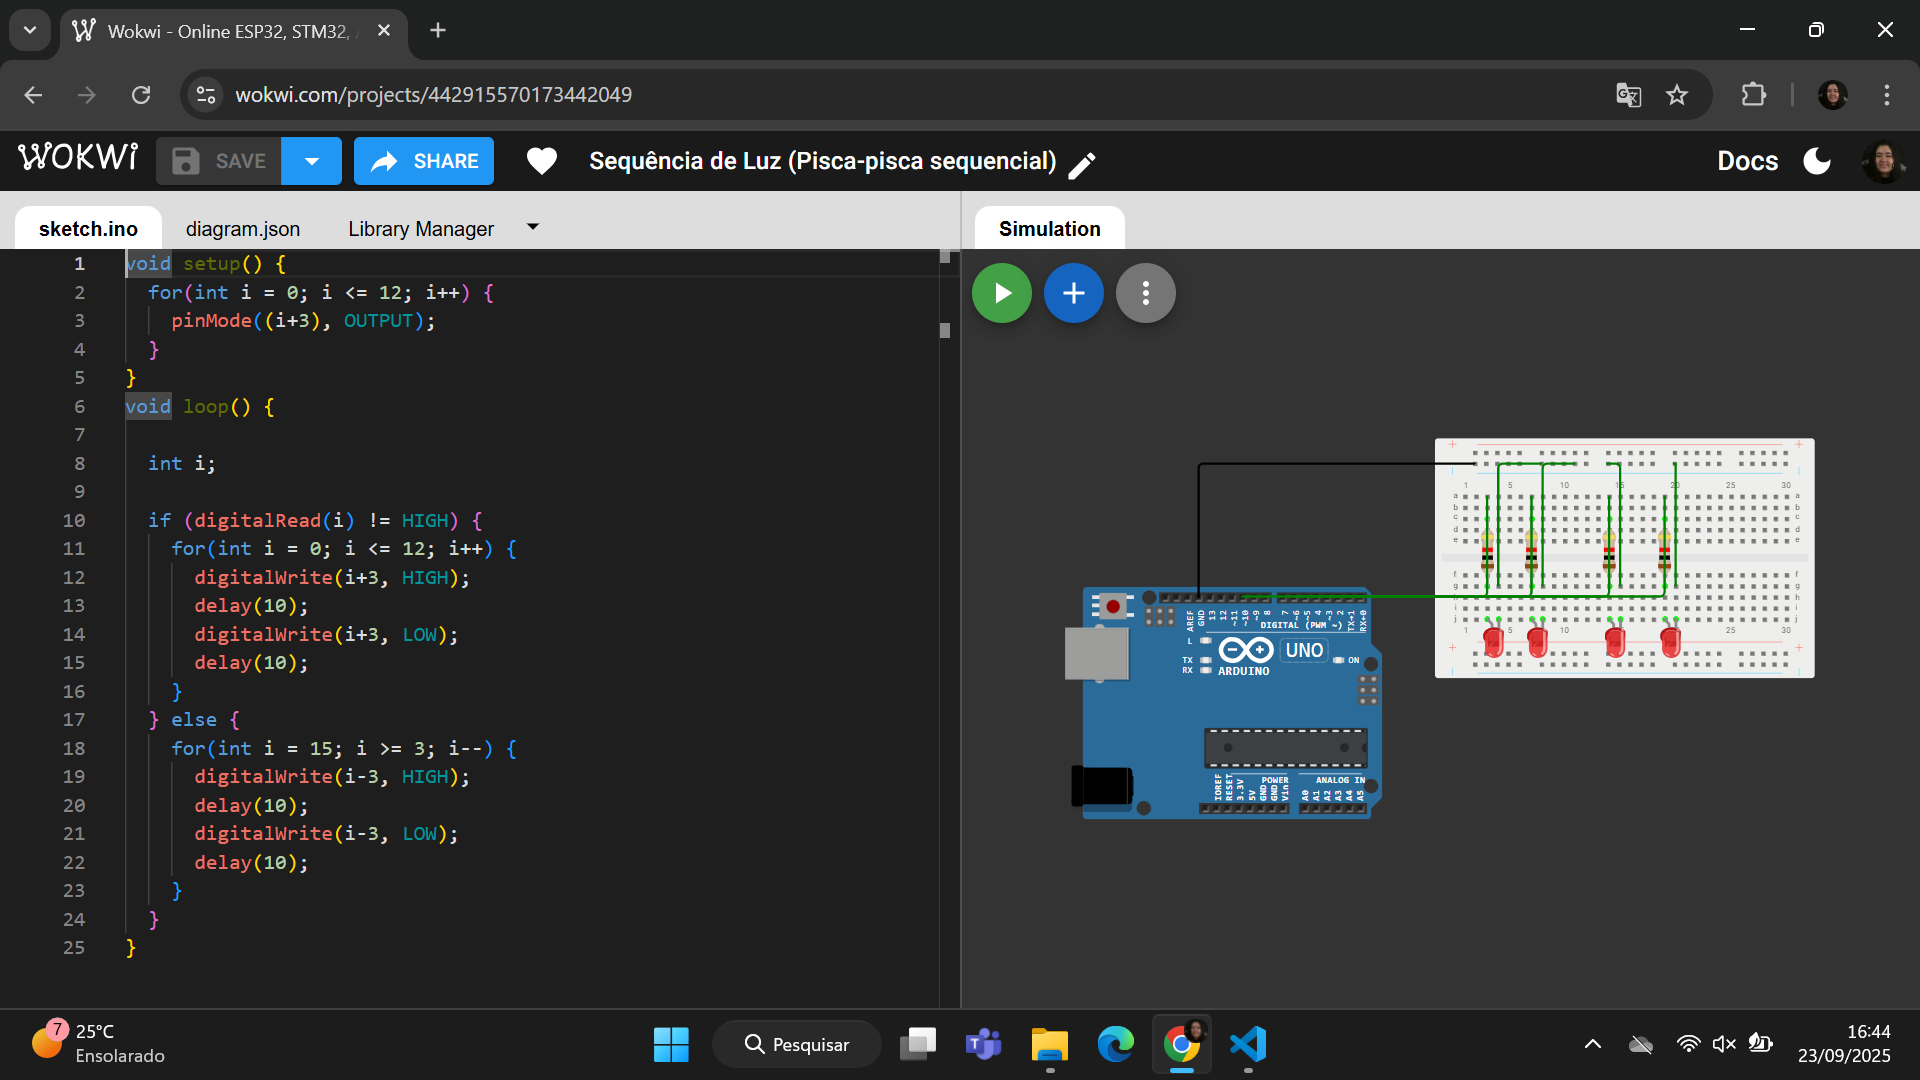 Wokwi - Online ESP32, STM32,
wokwi.com/projects/442915570173442049
WOKWI
SAVE
SHARE
Sequência de Luz (Pisca-pisca sequencial)
Docs
sketch.ino
diagram.json
Library Manager
Simulation
1 void setup() {
2 for(int i = 0; i <= 12; i++) {
3 pinMode((i+3), OUTPUT);
4 }
5 }
6 void loop() {
7
8 int i;
9
10 if (digitalRead(i) != HIGH) {
11 for(int i = 0; i <= 12; i++) {
12 digitalWrite(i+3, HIGH);
13 delay(10);
14 digitalWrite(i+3, LOW);
15 delay(10);
16 }
17 } else {
18 for(int i = 15; i >= 3; i--) {
19 digitalWrite(i-3, HIGH);
20 delay(10);
21 digitalWrite(i-3, LOW);
22 delay(10);
23 }
24 }
25 }
1 5 10 15 20 25 30
a a
b b
c c
d d
e e
f f
g g
h h
i i
j j
1 5 10 25 30
AREF
GND
13
12
~11
~10
~9
8
7
~6
~5
4
~3
2
TX→1
RX←0
DIGITAL (PWM ~)
L
TX
RX
UNO
ON
ARDUINO
IOREF
RESET
3.3V
5V
GND
GND
Vin
POWER
ANALOG IN
A0
A1
A2
A3
A4
A5
7
25°C
Ensolarado
Pesquisar
16:44
23/09/2025